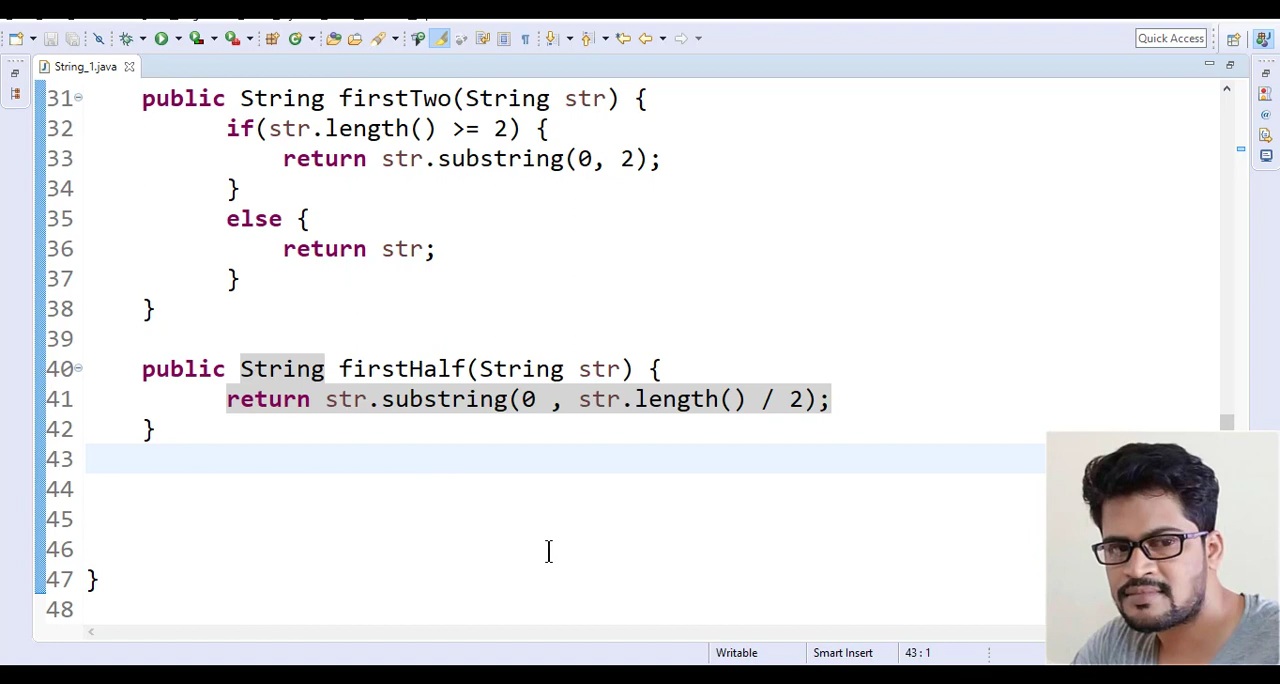 Quick Access
String_1.java
31 public String firstTwo(String str) {
32 if(str.length() >= 2) {
33 return str.substring(0, 2);
34 }
35 else {
36 return str;
37 }
38 }
39
40 public String firstHalf(String str) {
41 return str.substring(0 , str.length() / 2);
42 }
43
44
45
46
47 }
48
Writable Smart Insert 43 : 1